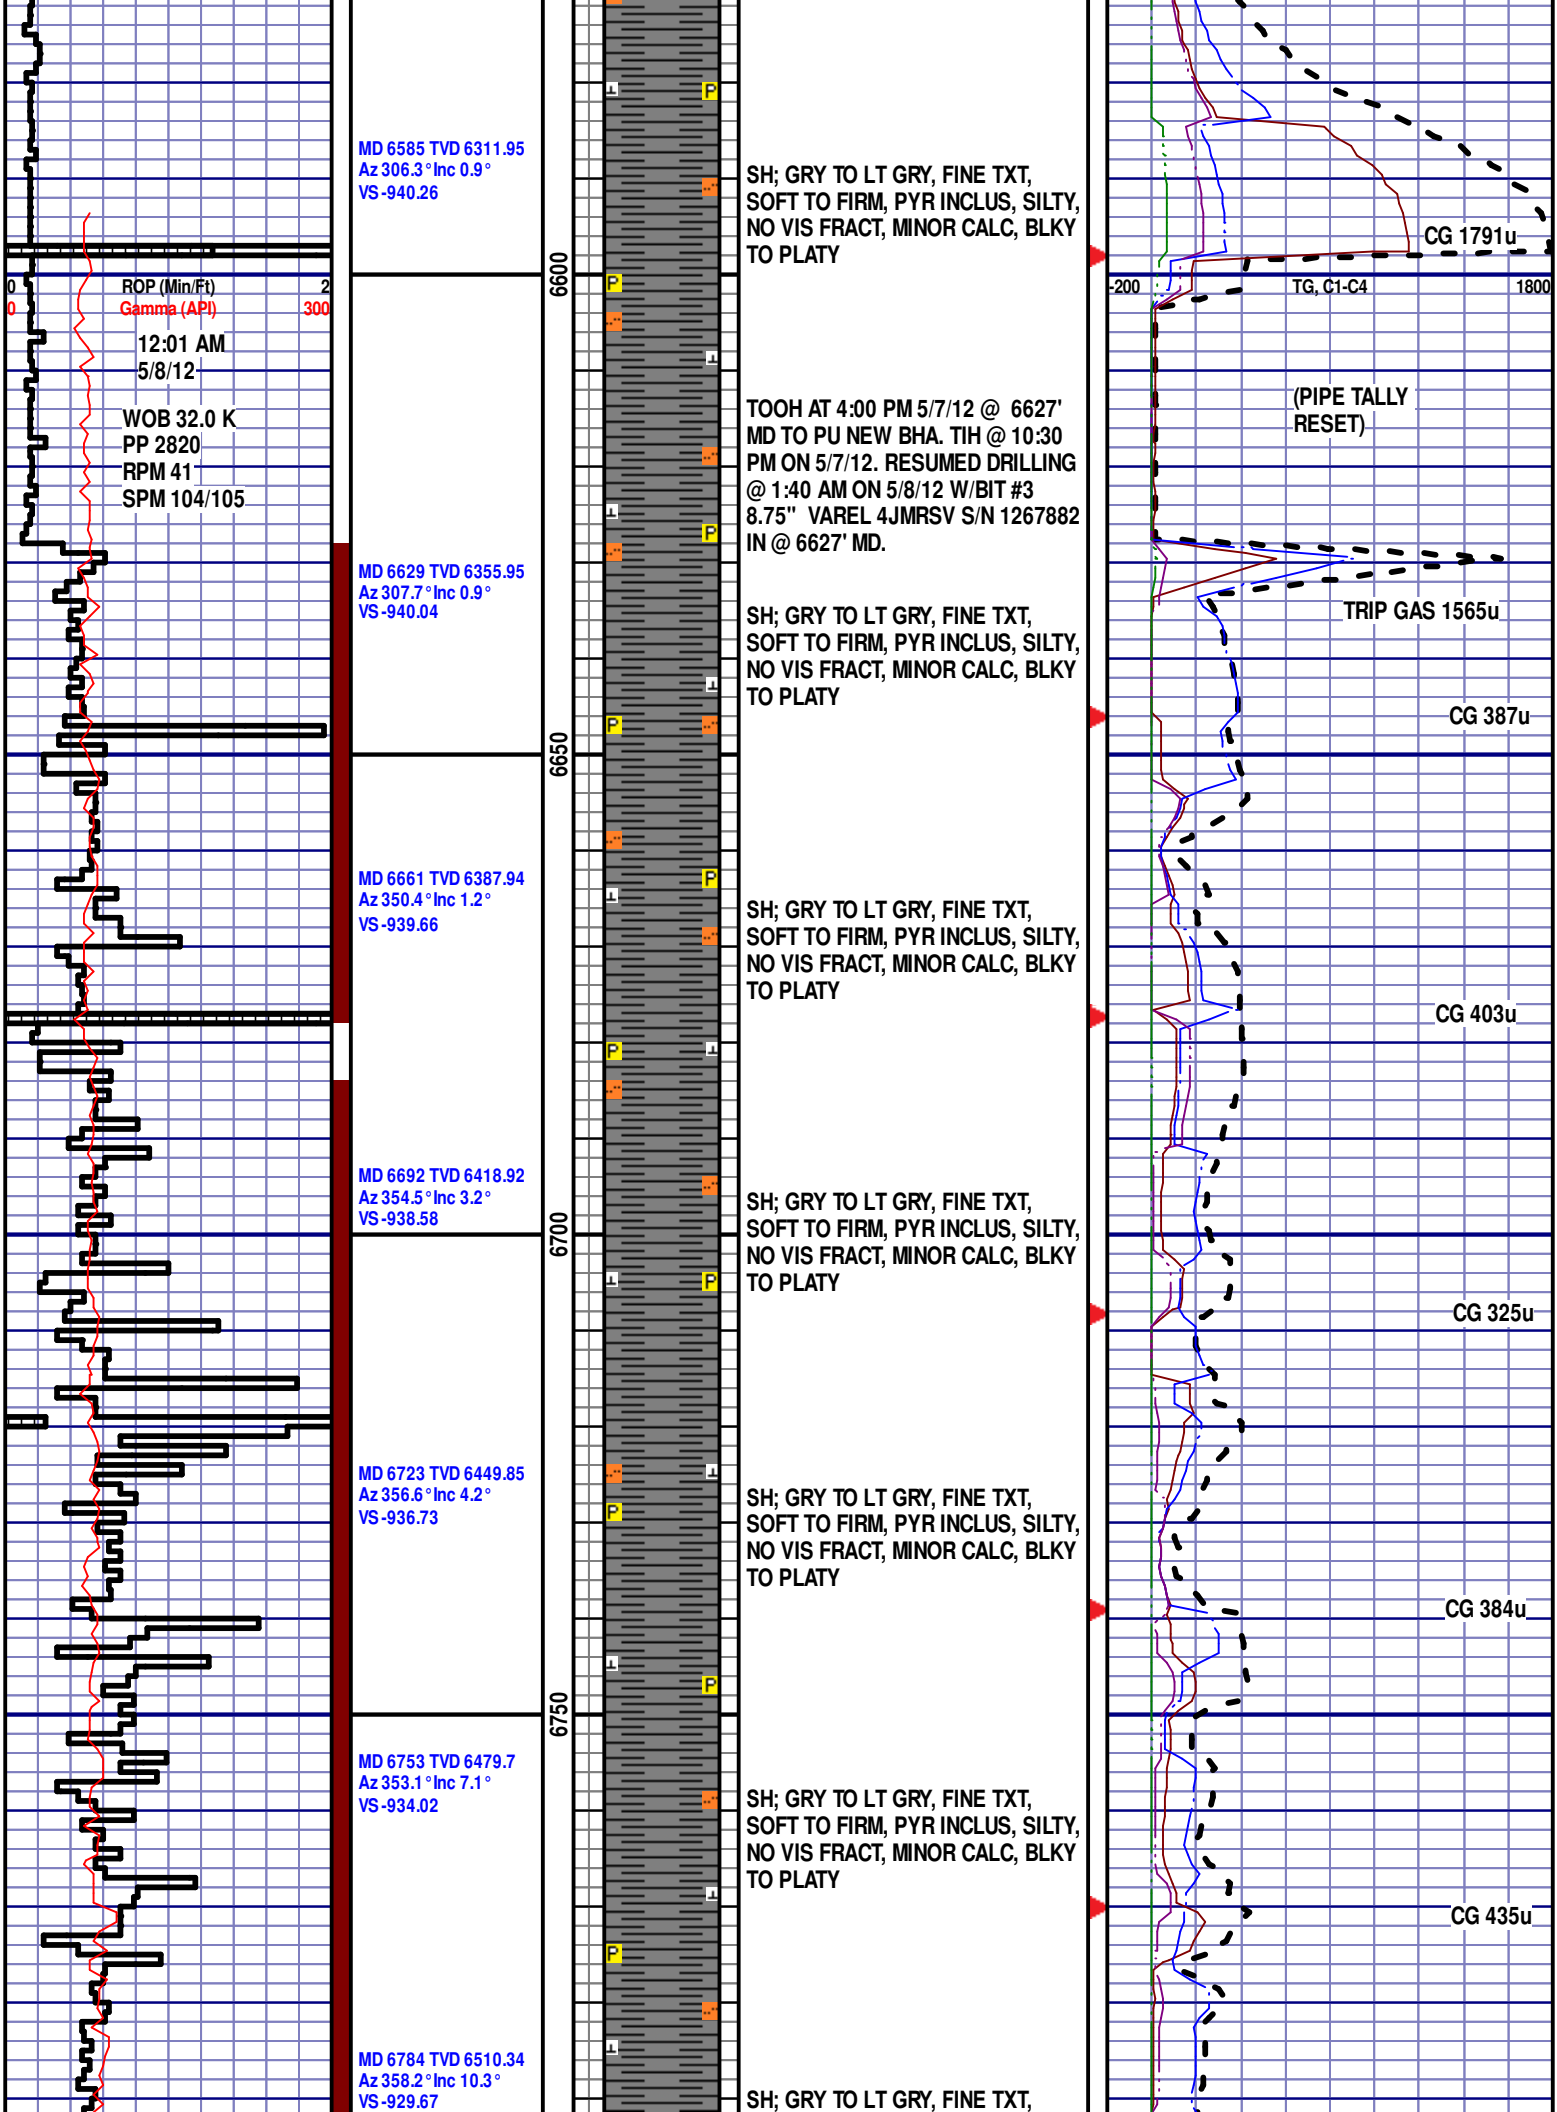 MD 6585 TVD 6311.95
Az 306.3° Inc 0.9°
VS -940.26
SH; GRY TO LT GRY, FINE TXT,
SOFT TO FIRM, PYR INCLUS, SILTY,
NO VIS FRACT, MINOR CALC, BLKY
TO PLATY
CG 1791u
6600
0 ROP (Min/Ft) 2
0 Gamma (API) 300
-200 TG, C1-C4 1800
12:01 AM
5/8/12
WOB 32.0 K
PP 2820
RPM 41
SPM 104/105
(PIPE TALLY
RESET)
TOOH AT 4:00 PM 5/7/12 @ 6627'
MD TO PU NEW BHA. TIH @ 10:30
PM ON 5/7/12. RESUMED DRILLING
@ 1:40 AM ON 5/8/12 W/BIT #3
8.75" VAREL 4JMRSV S/N 1267882
IN @ 6627' MD.
MD 6629 TVD 6355.95
Az 307.7° Inc 0.9°
VS -940.04
TRIP GAS 1565u
SH; GRY TO LT GRY, FINE TXT,
SOFT TO FIRM, PYR INCLUS, SILTY,
NO VIS FRACT, MINOR CALC, BLKY
TO PLATY
CG 387u
6650
MD 6661 TVD 6387.94
Az 350.4° Inc 1.2°
VS -939.66
SH; GRY TO LT GRY, FINE TXT,
SOFT TO FIRM, PYR INCLUS, SILTY,
NO VIS FRACT, MINOR CALC, BLKY
TO PLATY
CG 403u
MD 6692 TVD 6418.92
Az 354.5° Inc 3.2°
VS -938.58
6700
SH; GRY TO LT GRY, FINE TXT,
SOFT TO FIRM, PYR INCLUS, SILTY,
NO VIS FRACT, MINOR CALC, BLKY
TO PLATY
CG 325u
MD 6723 TVD 6449.85
Az 356.6° Inc 4.2°
VS -936.73
SH; GRY TO LT GRY, FINE TXT,
SOFT TO FIRM, PYR INCLUS, SILTY,
NO VIS FRACT, MINOR CALC, BLKY
TO PLATY
CG 384u
6750
MD 6753 TVD 6479.7
Az 353.1° Inc 7.1°
VS -934.02
SH; GRY TO LT GRY, FINE TXT,
SOFT TO FIRM, PYR INCLUS, SILTY,
NO VIS FRACT, MINOR CALC, BLKY
TO PLATY
CG 435u
MD 6784 TVD 6510.34
Az 358.2° Inc 10.3°
VS -929.67
SH; GRY TO LT GRY, FINE TXT,
P
P
P
P
P
P
P
P
P
P